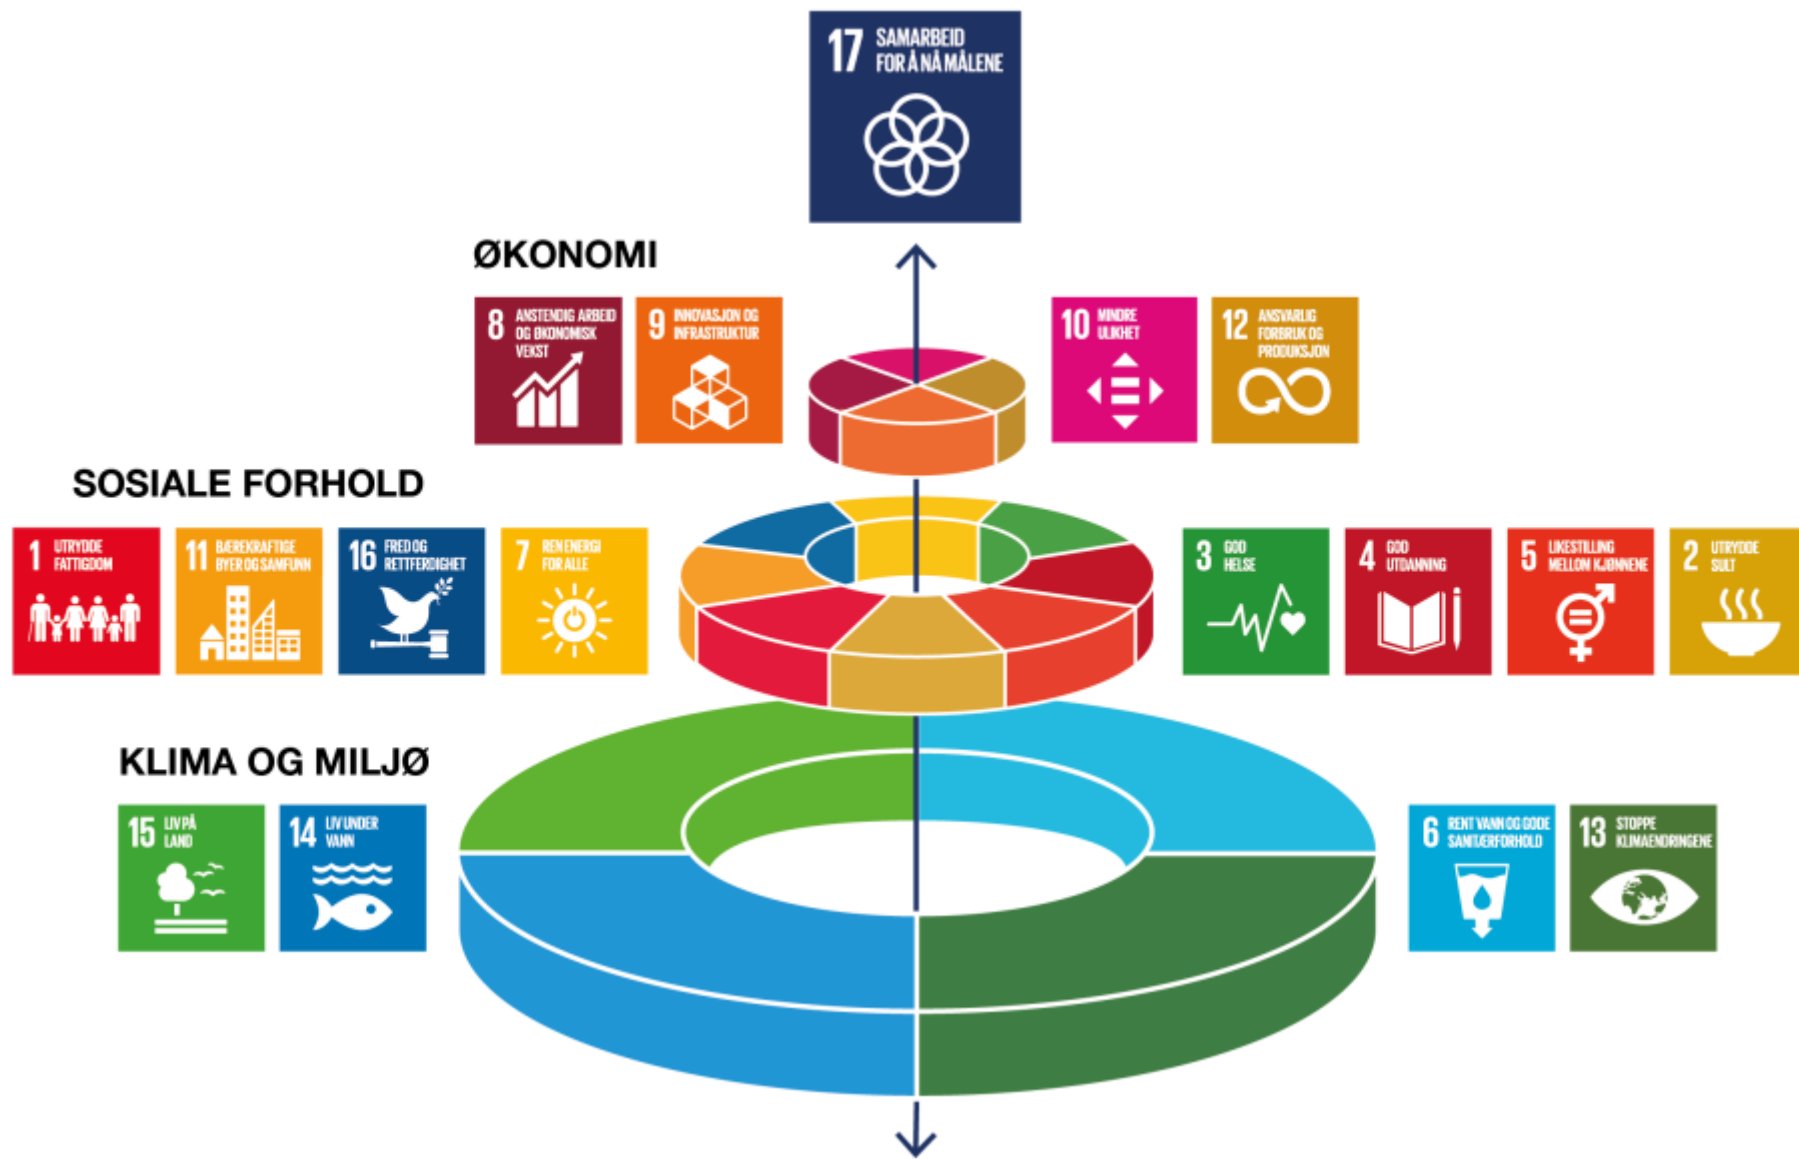 17 SAMARBEID
FOR Å NÅ MÅLENE
ØKONOMI
8 ANSTENDIG ARBEID
OG ØKONOMISK
VEKST
9 INNOVASJON OG
INFRASTRUKTUR
10 MINDRE
ULIKHET
12 ANSVARLIG
FORBRUK OG
PRODUKSJON
SOSIALE FORHOLD
1 UTRYDDE
FATTIGDOM
11 BÆREKRAFTIGE
BYER OG SAMFUNN
16 FRED OG
RETTFERDIGHET
7 REN ENERGI
FOR ALLE
3 GOD
HELSE
4 GOD
UTDANNING
5 LIKESTILLING
MELLOM KJØNNENE
2 UTRYDDE
SULT
KLIMA OG MILJØ
15 LIV PÅ
LAND
14 LIV UNDER
VANN
6 RENT VANN OG GODE
SANITÆRFORHOLD
13 STOPPE
KLIMAENDRINGENE